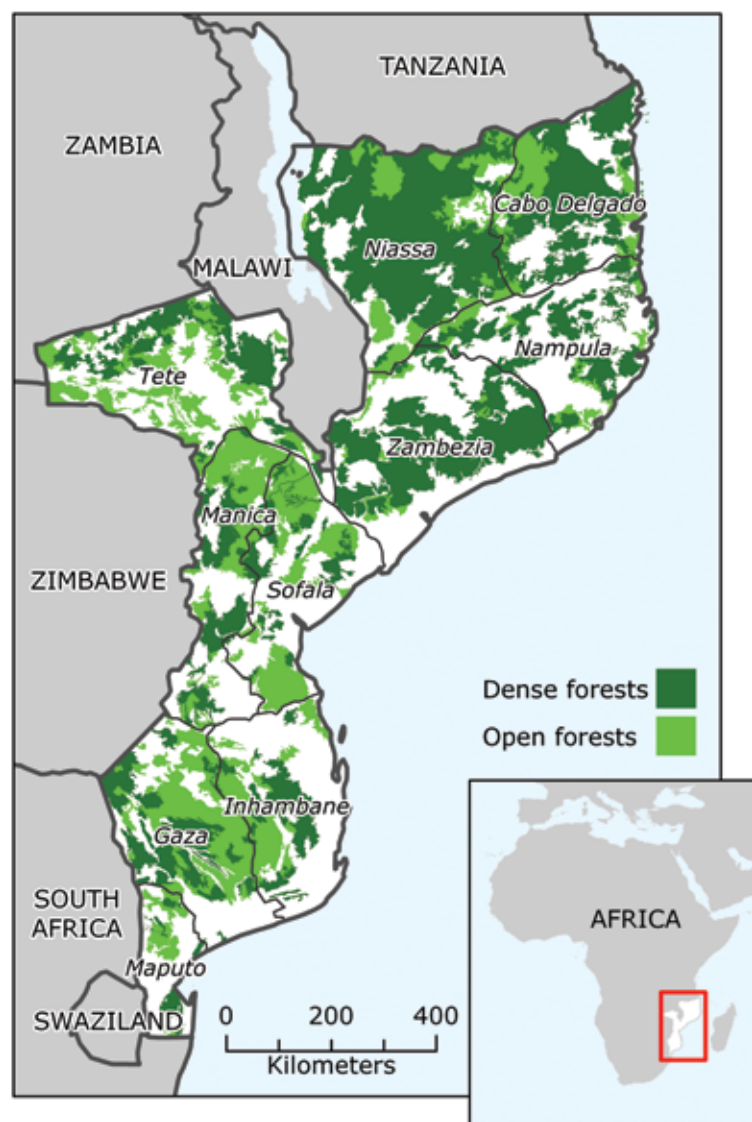 TANZANIA
ZAMBIA
Cabo Delgado
Niassa
MALAWI
Nampula
Tete
Zambezia
Manica
ZIMBABWE
Sofala
Dense forests
Open forests
Inhambane
Gaza
SOUTH
AFRICA
AFRICA
Maputo
SWAZILAND
0 200 400
Kilometers